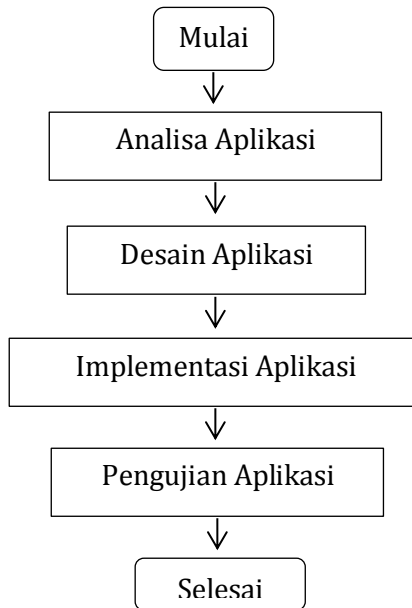 Mulai
Analisa Aplikasi
Desain Aplikasi
Implementasi Aplikasi
Pengujian Aplikasi
Selesai